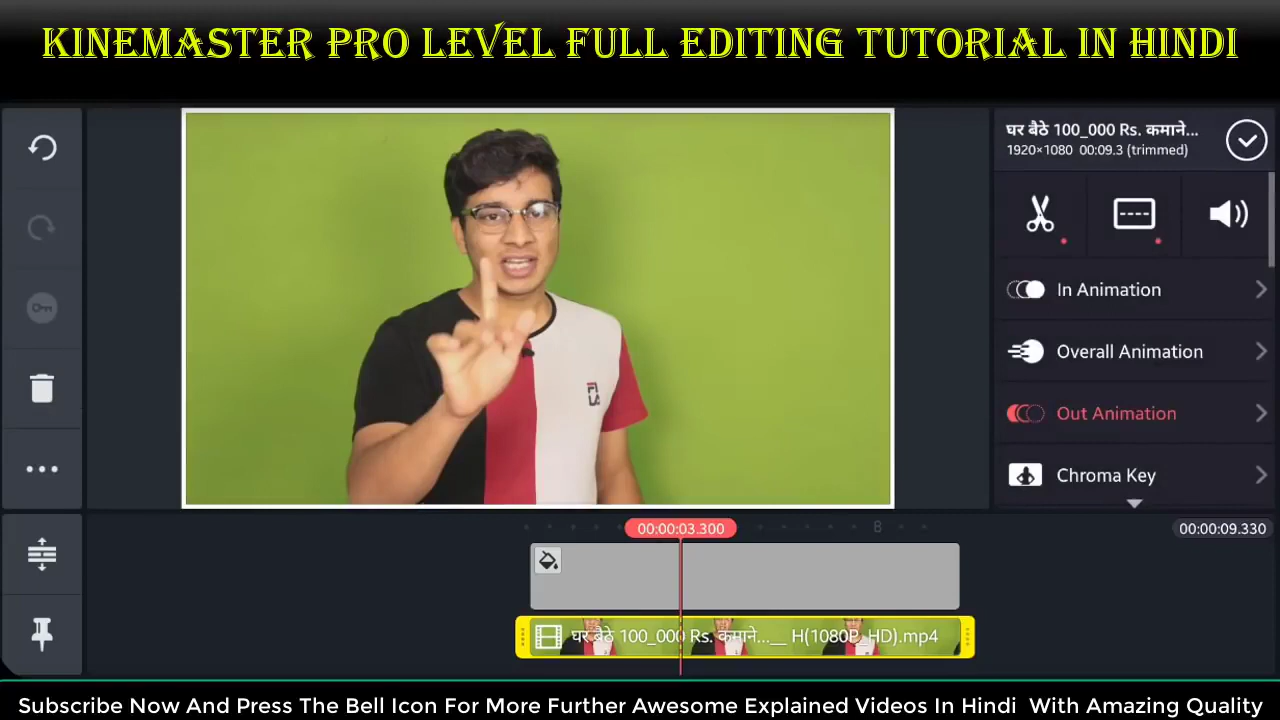 KINEMASTER PRO LEVEL FULL EDITING TUTORIAL IN HINDI
घर बैठे 100_000 Rs. कमाने...
1920×1080 00:09.3 (trimmed)
In Animation
Overall Animation
Out Animation
Chroma Key
00:00:03.300
8
00:00:09.330
घर बैठे 100_000 Rs. कमाने...__ H(1080P_HD).mp4
Subscribe Now And Press The Bell Icon For More Further Awesome Explained Videos In Hindi With Amazing Quality